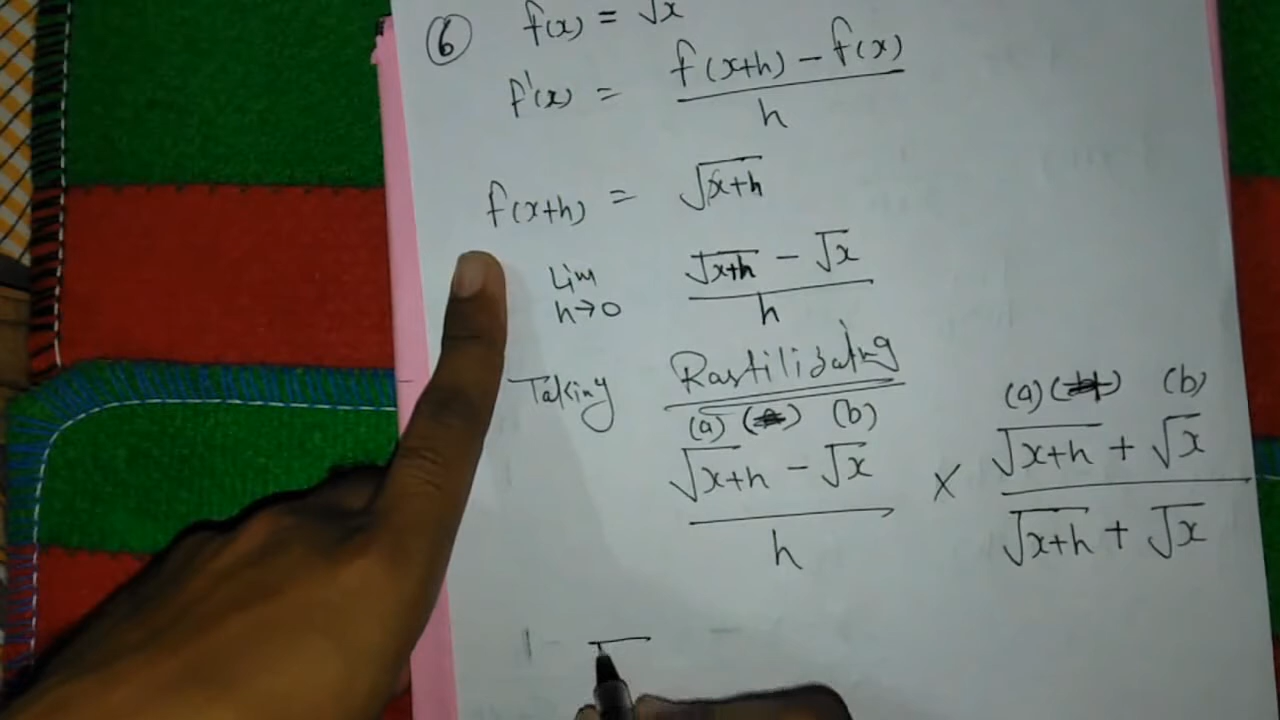 ⑥ f(x) = √x
f'(x) = f(x+h) - f(x) / h
f(x+h) = √x+h
Lim h→0 √x+h - √x / h
Taking Rastilizating
(a) (b) (a) (b)
√x+h - √x / h × √x+h + √x / √x+h + √x